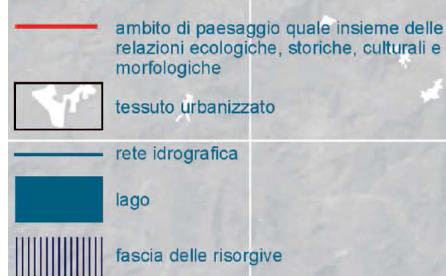 ambito di paesaggio quale insieme delle
relazioni ecologiche, storiche, culturali e
morfologiche
tessuto urbanizzato
rete idrografica
lago
fascia delle risorgive